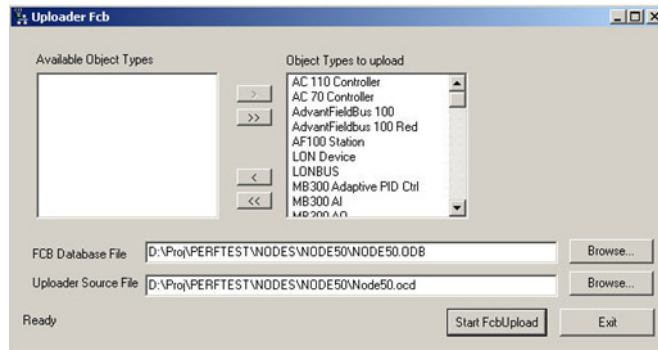 Uploader Fcb
Available Object Types
Object Types to upload
AC 110 Controller
AC 70 Controller
AdvantFieldBus 100
AdvantFieldbus 100 Red
AF100 Station
LON Device
LONBUS
MB300 Adaptive PID Ctrl
MB300 AI
MB300 AO
>
>>
<
<<
FCB Database File D:\Proj\PERFTEST\NODES\NODE50\NODE50.ODB Browse...
Uploader Source File D:\Proj\PERFTEST\NODES\NODE50\Node50.ocd Browse...
Ready Start FcbUpload Exit